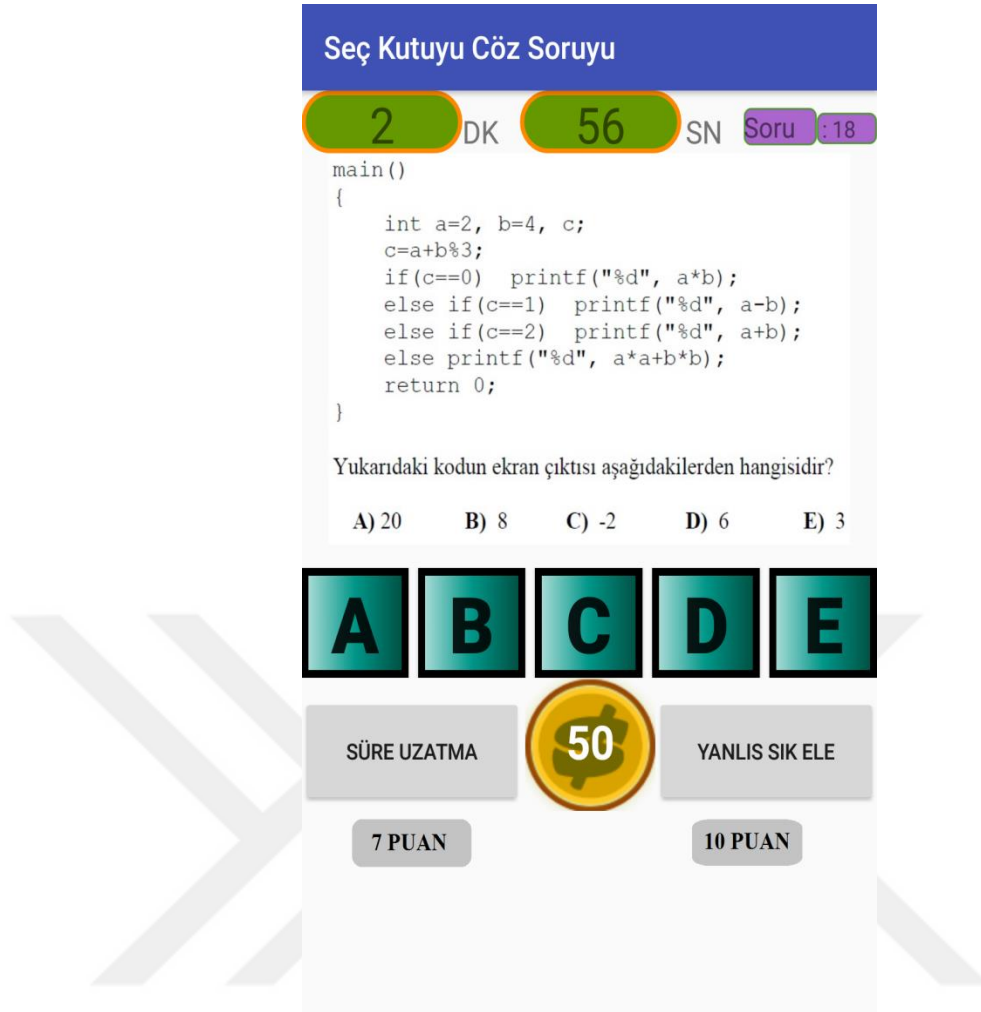 Seç Kutuyu Cöz Soruyu
2 DK 56 SN Soru : 18
main()
{
    int a=2, b=4, c;
    c=a+b%3;
    if(c==0)  printf("%d", a*b);
    else if(c==1)  printf("%d", a-b);
    else if(c==2)  printf("%d", a+b);
    else printf("%d", a*a+b*b);
    return 0;
}
Yukarıdaki kodun ekran çıktısı aşağıdakilerden hangisidir?
A) 20 B) 8 C) -2 D) 6 E) 3
A B C D E
SÜRE UZATMA 50 YANLIS SIK ELE
7 PUAN 10 PUAN